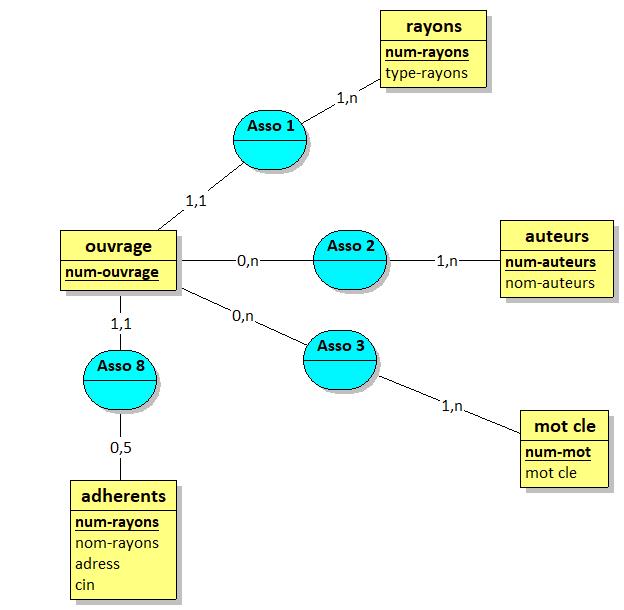 rayons
num-rayons
type-rayons
1,n
Asso 1
1,1
ouvrage
num-ouvrage
0,n
Asso 2
1,n
auteurs
num-auteurs
nom-auteurs
0,n
Asso 3
1,n
mot cle
num-mot
mot cle
1,1
Asso 8
0,5
adherents
num-rayons
nom-rayons
adress
cin